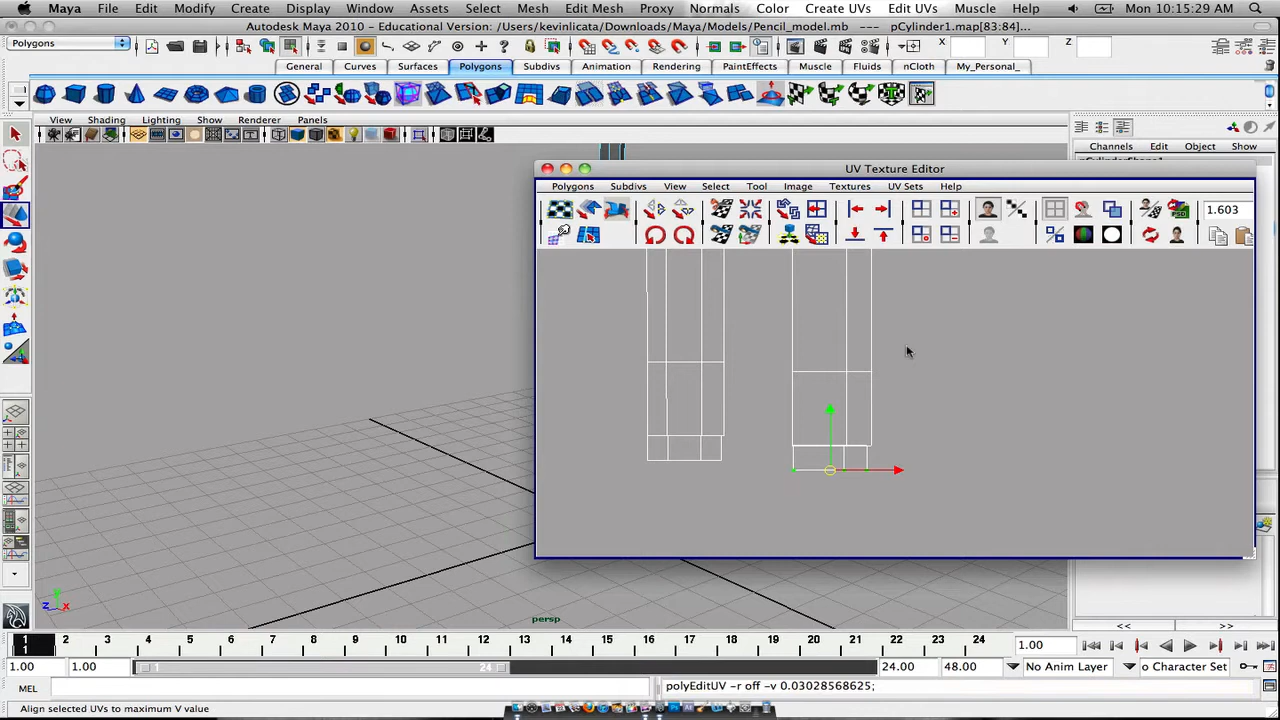 Maya File Edit Modify Create Display Window Assets Select Mesh Edit Mesh Proxy Normals Color Create UVs Edit UVs Muscle Help Mon 10:15:29 AM
Autodesk Maya 2010 - Educational Version: /Users/kevinlicata/Downloads/Maya/Models/Pencil_model.mb --- pCylinder1.map[83:84]...
Polygons X Y Z
General Curves Surfaces Polygons Subdivs Animation Rendering PaintEffects Muscle Fluids nCloth My_Personal_
View Shading Lighting Show Renderer Panels
Channels Edit Object Show
UV Texture Editor
Polygons Subdivs View Select Tool Image Textures UV Sets Help
1.603
persp
z y x
<< >>
1 2 3 4 5 6 7 8 9 10 11 12 13 14 15 16 17 18 19 20 21 22 23 24
1
1.00
1.00 1.00 1 24 24.00 48.00 No Anim Layer o Character Set
MEL polyEditUV -r off -v 0.03028568625;
Align selected UVs to maximum V value